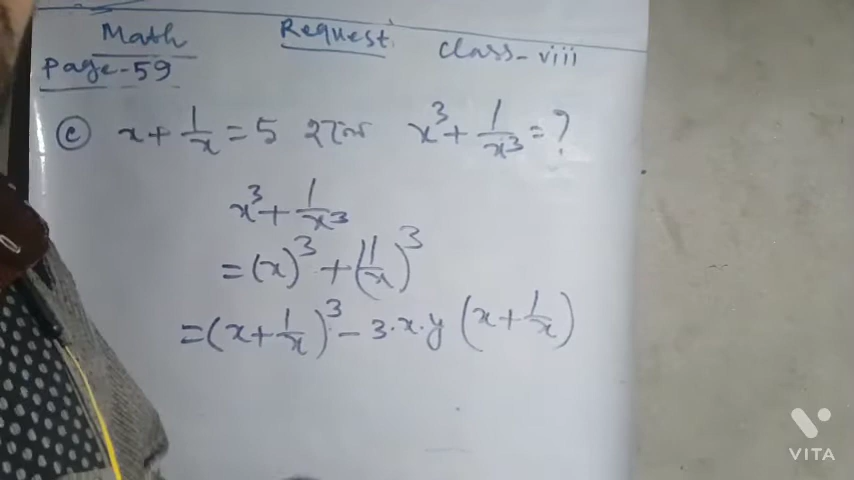 Math Request Class-viii
Page-59
(c) x + 1/x = 5 হলে x³ + 1/x³ = ?
x³ + 1/x³
= (x)³ + (1/x)³
= (x + 1/x)³ - 3·x·y (x + 1/x)
VITA